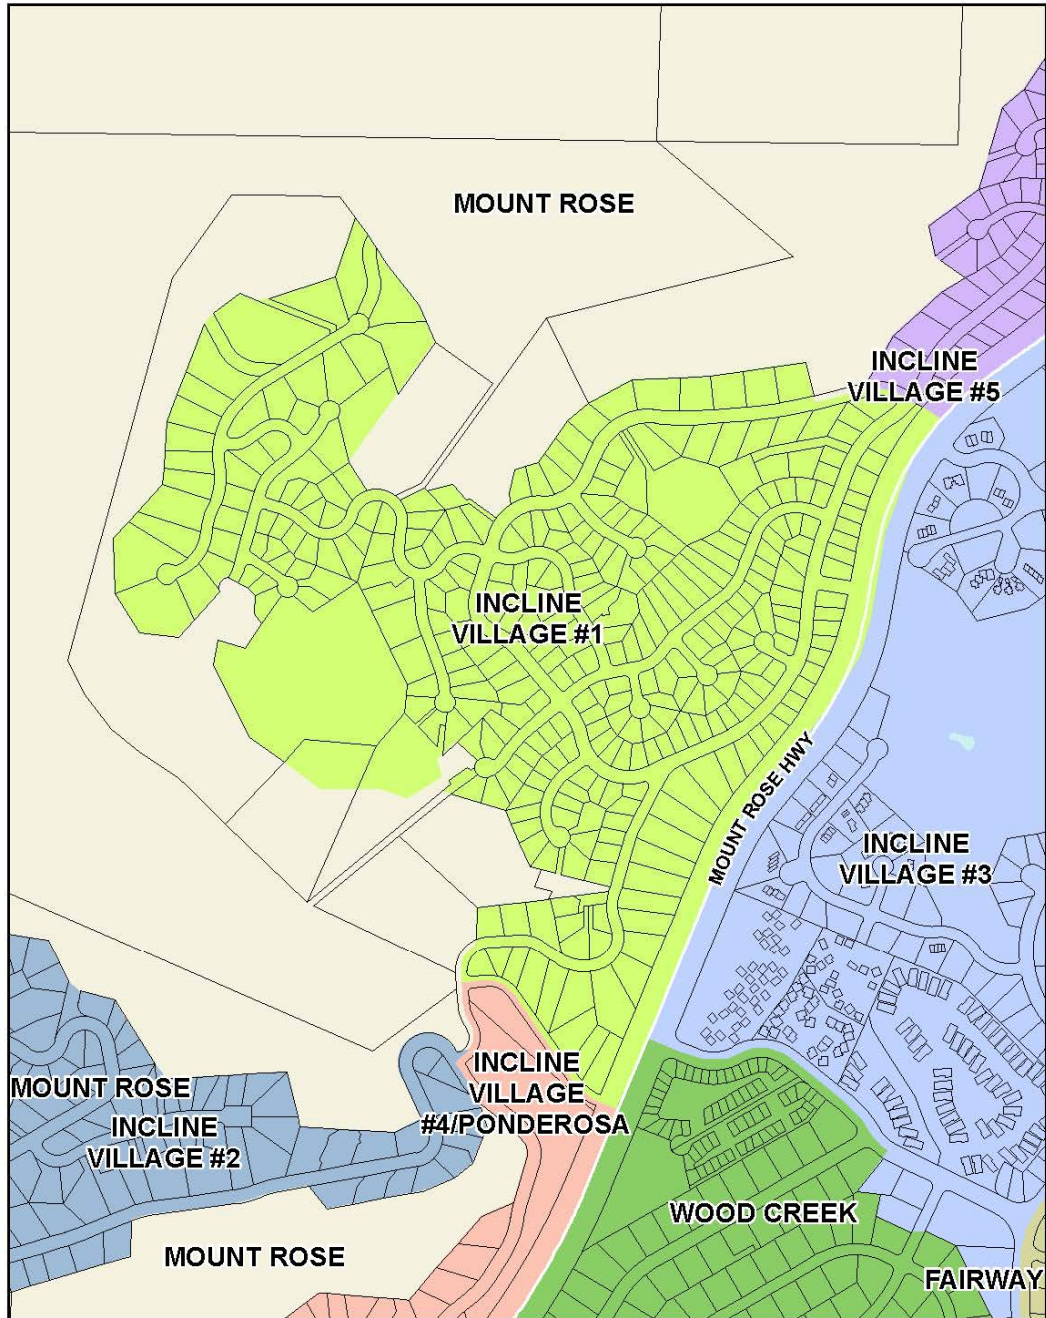 MOUNT ROSE
INCLINE
VILLAGE #5
INCLINE
VILLAGE #1
MOUNT ROSE HWY
INCLINE
VILLAGE #3
INCLINE
VILLAGE
#4/PONDEROSA
MOUNT ROSE
INCLINE
VILLAGE #2
WOOD CREEK
MOUNT ROSE
FAIRWAY